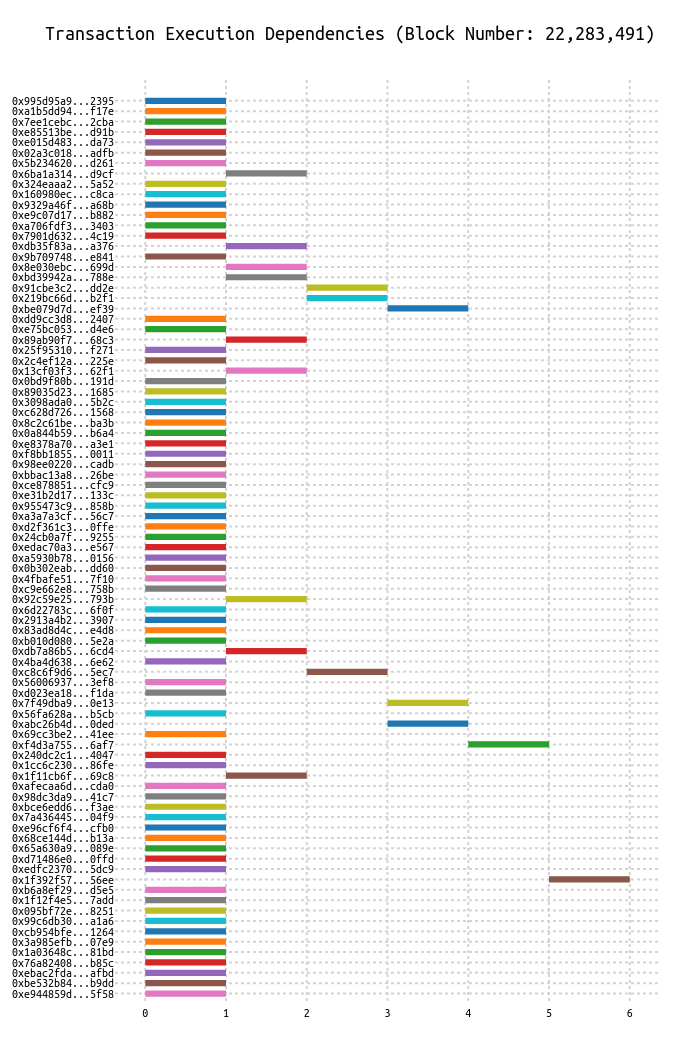 Transaction Execution Dependencies (Block Number: 22,283,491)
0x995d95a9...2395
0xa1b5dd94...f17e
0x7ee1cebc...2cba
0xe85513be...d91b
0xe015d483...da73
0x02a3c018...adfb
0x5b234620...d261
0x6ba1a314...d9cf
0x324eaaa2...5a52
0x160980ec...c8ca
0x9329a46f...a68b
0xe9c07d17...b882
0xa706fdf3...3403
0x7901d632...4c19
0xdb35f83a...a376
0x9b709748...e841
0x8e030ebc...699d
0xbd39942a...788e
0x91cbe3c2...dd2e
0x219bc66d...b2f1
0xbe079d7d...ef39
0xdd9cc3d8...2407
0xe75bc053...d4e6
0x89ab90f7...68c3
0x25f95310...f271
0x2c4ef12a...225e
0x13cf03f3...62f1
0x0bd9f80b...191d
0x89035d23...1685
0x3098ada0...5b2c
0xc628d726...1568
0x8c2c61be...ba3b
0x0a844b59...b6a4
0xe8378a70...a3e1
0xf8bb1855...0011
0x98ee0220...cadb
0xbbac13a8...26be
0xce878851...cfc9
0xe31b2d17...133c
0x955473c9...858b
0xa3a7a3cf...56c7
0xd2f361c3...0ffe
0x24cb0a7f...9255
0xedac70a3...e567
0xa5930b78...0156
0x0b302eab...dd60
0x4fbafe51...7f10
0xc9e662e8...758b
0x92c59e25...793b
0x6d22783c...6f0f
0x2913a4b2...3907
0x83ad8d4c...e4d8
0xb010d080...5e2a
0xdb7a86b5...6cd4
0x4ba4d638...6e62
0xc8c6f9d6...5ec7
0x56006937...3ef8
0xd023ea18...f1da
0x7f49dba9...0e13
0x56fa628a...b5cb
0xabc26b4d...0ded
0x69cc3be2...41ee
0xf4d3a755...6af7
0x240dc2c1...4047
0x1cc6c230...86fe
0x1f11cb6f...69c8
0xafecaa6d...cda0
0x98dc3da9...41c7
0xbce6edd6...f3ae
0x7a436445...04f9
0xe96cf6f4...cfb0
0x68ce144d...b13a
0x65a630a9...089e
0xd71486e0...0ffd
0xedfc2370...5dc9
0x1f392f57...56ee
0xb6a8ef29...d5e5
0x1f12f4e5...7add
0x095bf72e...8251
0x99c6db30...a1a6
0xcb954bfe...1264
0x3a985efb...07e9
0x1a03648c...81bd
0x76a82408...b85c
0xebac2fda...afbd
0xbe532b84...b9dd
0xe944859d...5f58
0 1 2 3 4 5 6